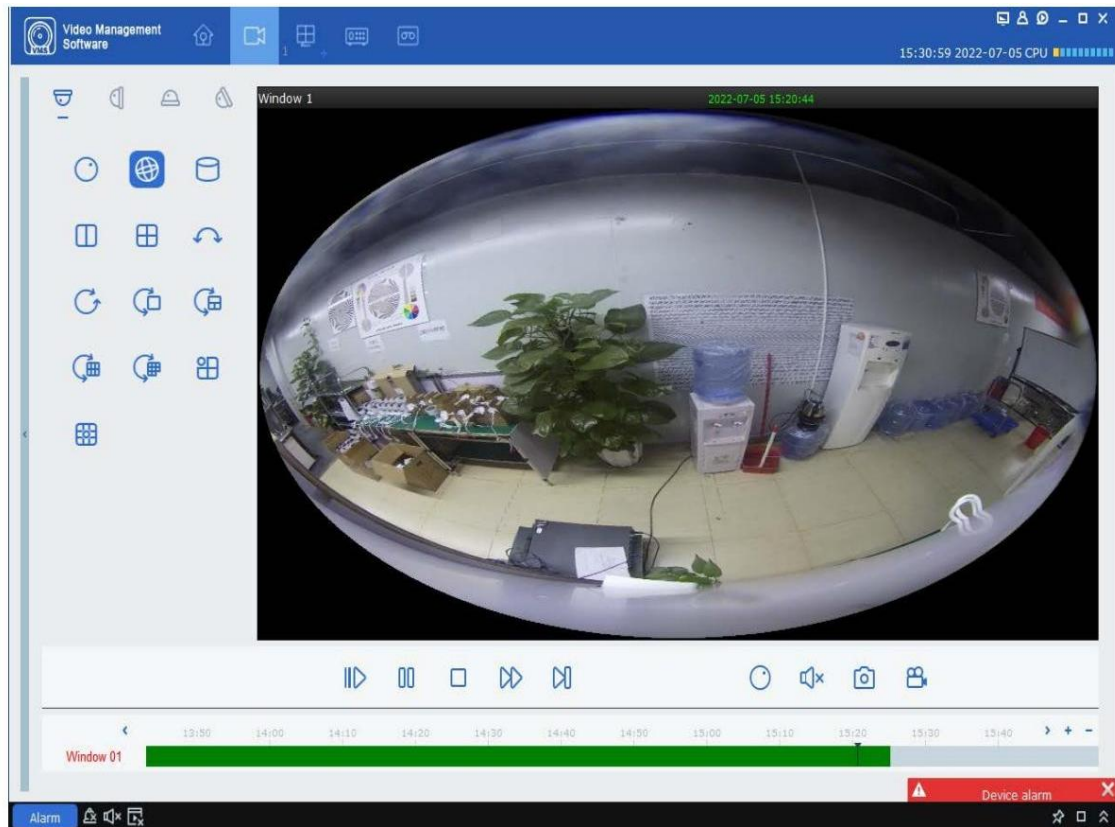 Video Management
Software
VMS
1
15:30:59 2022-07-05 CPU
Window 1
2022-07-05 15:20:44
13:50 14:00 14:10 14:20 14:30 14:40 14:50 15:00 15:10 15:20 15:30 15:40
Window 01
Device alarm
Alarm